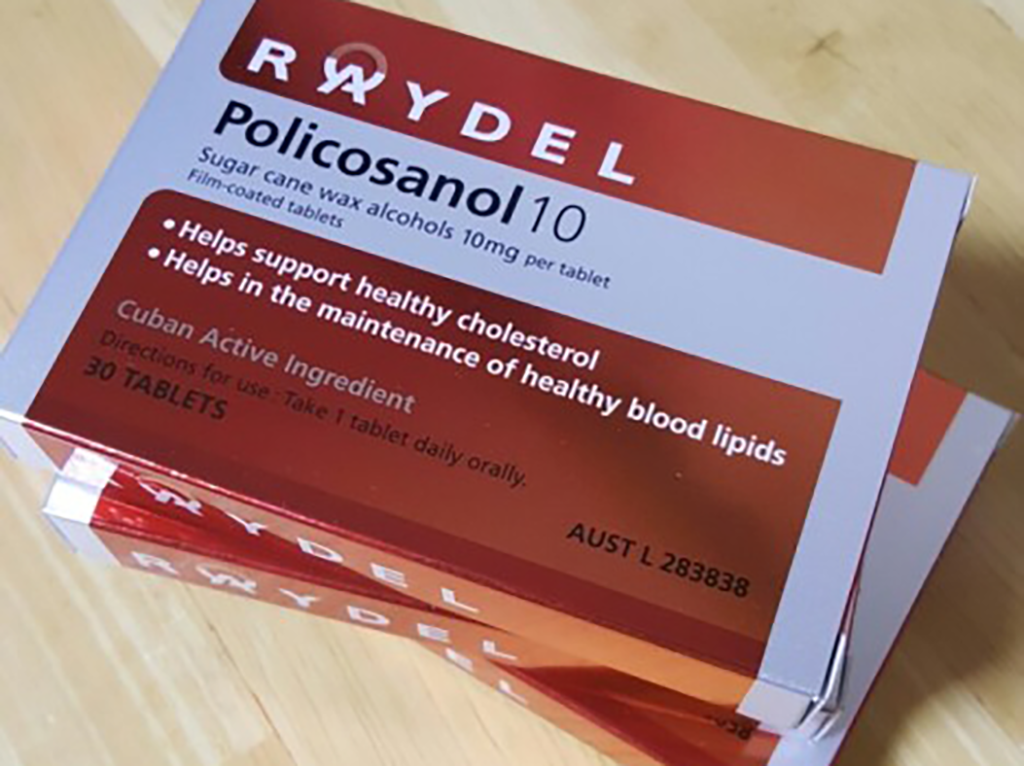 RAYDEL
Policosanol 10
Sugar cane wax alcohols 10mg per tablet
Film-coated tablets
• Helps support healthy cholesterol
• Helps in the maintenance of healthy blood lipids
Cuban Active Ingredient
Directions for use - Take 1 tablet daily orally.
30 TABLETS
AUST L 283838
RAYDEL
RAYDEL